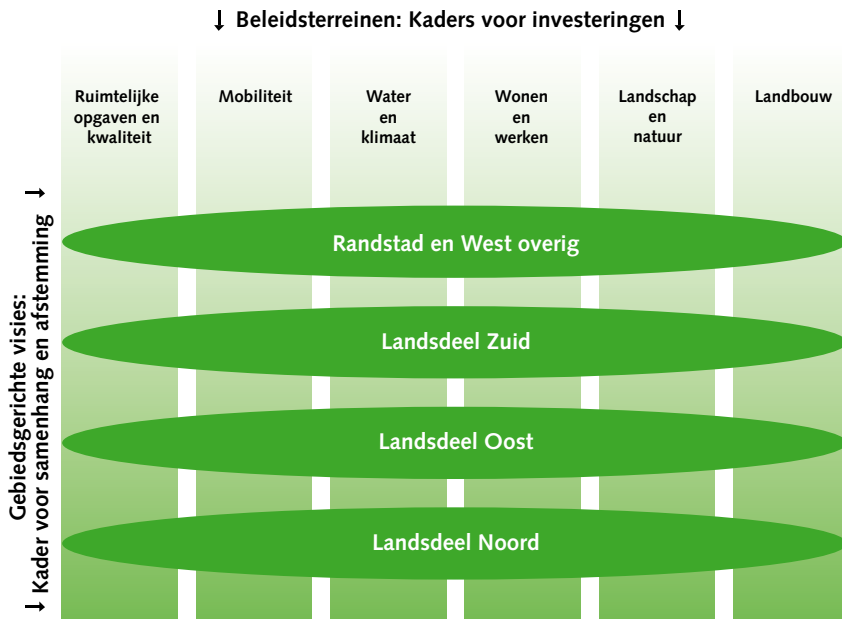 ↓ Beleidsterreinen: Kaders voor investeringen ↓
Ruimtelijke
opgaven en
kwaliteit
Mobiliteit
Water
en
klimaat
Wonen
en
werken
Landschap
en
natuur
Landbouw
Gebiedsgerichte visies:
↓ Kader voor samenhang en afstemming ↓
Randstad en West overig
Landsdeel Zuid
Landsdeel Oost
Landsdeel Noord